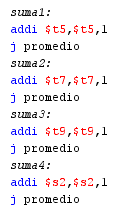 suma1:
addi $t5,$t5,1
j promedio
suma2:
addi $t7,$t7,1
j promedio
suma3:
addi $t9,$t9,1
j promedio
suma4:
addi $s2,$s2,1
j promedio